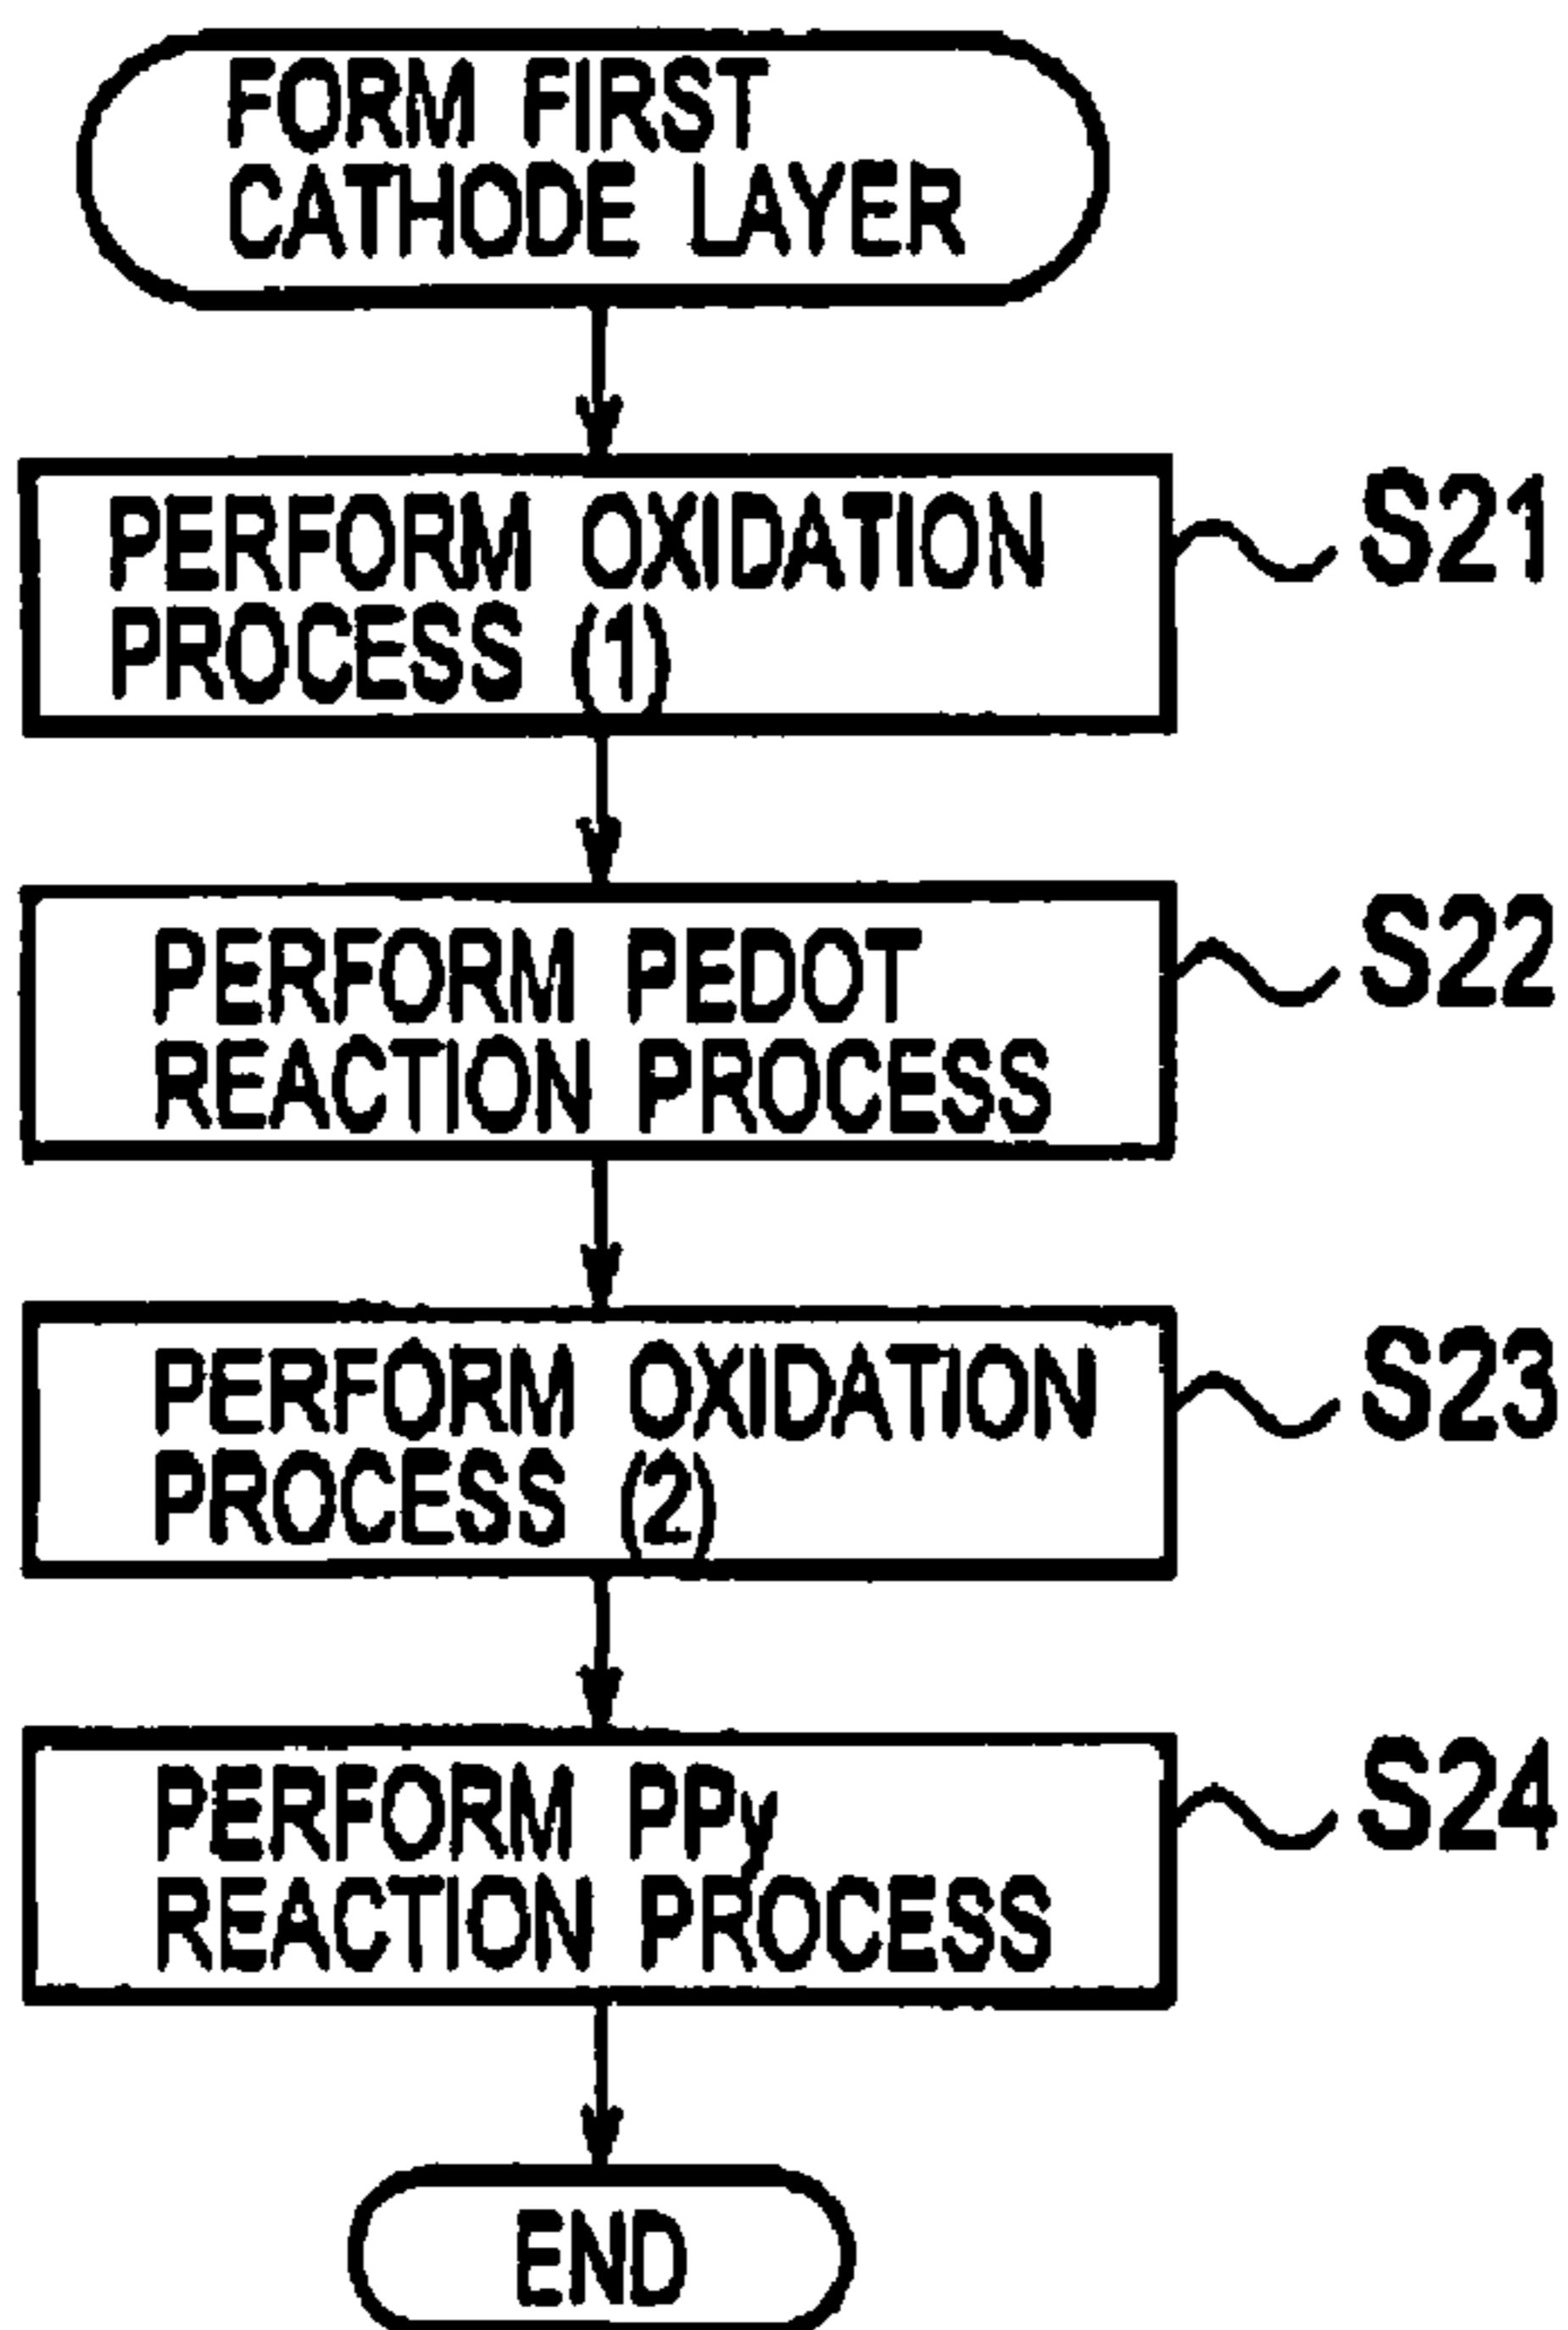 FORM FIRST
CATHODE LAYER
PERFORM OXIDATION
PROCESS (1)
S21
PERFORM PEDOT
REACTION PROCESS
S22
PERFORM OXIDATION
PROCESS (2)
S23
PERFORM PPy
REACTION PROCESS
S24
END